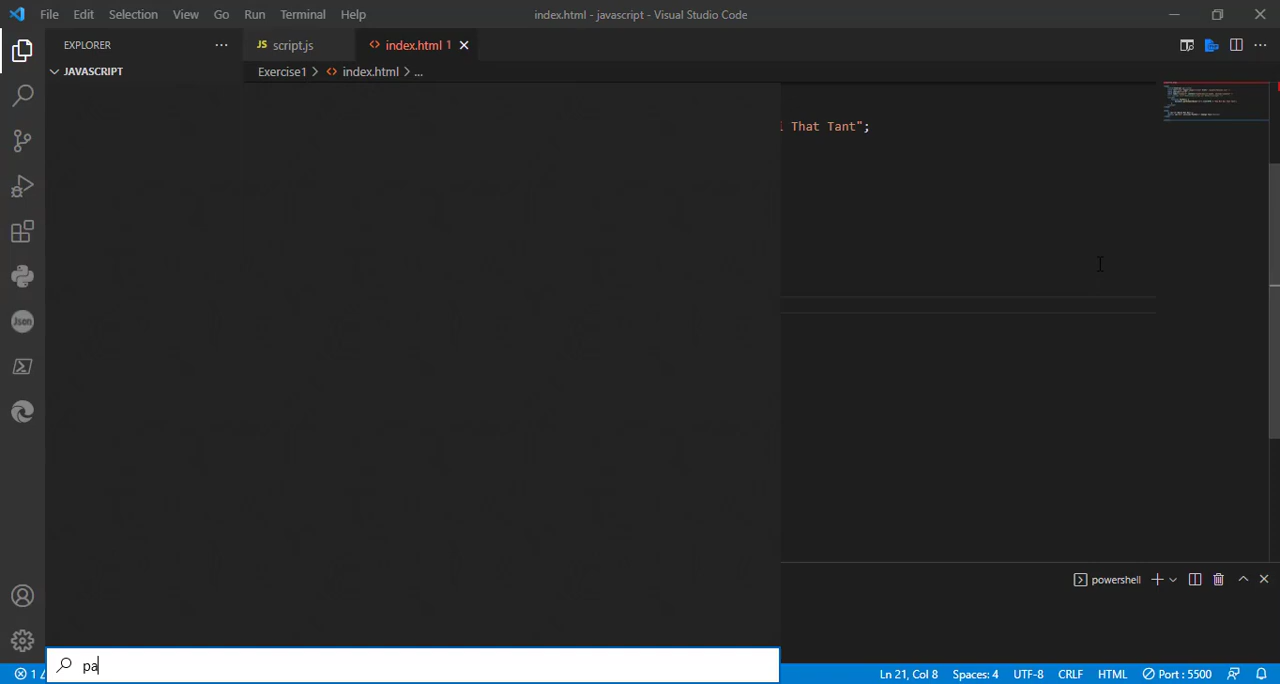 File Edit Selection View Go Run Terminal Help
index.html - javascript - Visual Studio Code
EXPLORER
JS script.js
<> index.html 1
JAVASCRIPT
Exercise1 > <> index.html > ...
That Tant";
Json
powershell
pa
1
Ln 21, Col 8 Spaces: 4 UTF-8 CRLF HTML Port : 5500